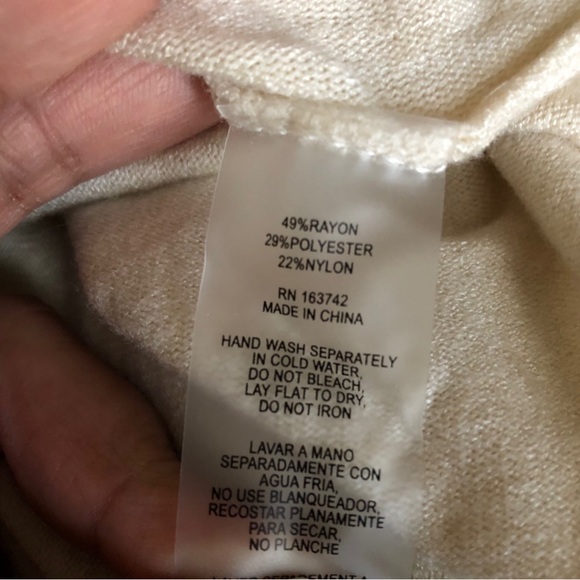 49%RAYON
29%POLYESTER
22%NYLON
RN 163742
MADE IN CHINA
HAND WASH SEPARATELY
IN COLD WATER,
DO NOT BLEACH,
LAY FLAT TO DRY,
DO NOT IRON
LAVAR A MANO
SEPARADAMENTE CON
AGUA FRIA,
NO USE BLANQUEADOR,
RECOSTAR PLANAMENTE
PARA SECAR,
NO PLANCHE